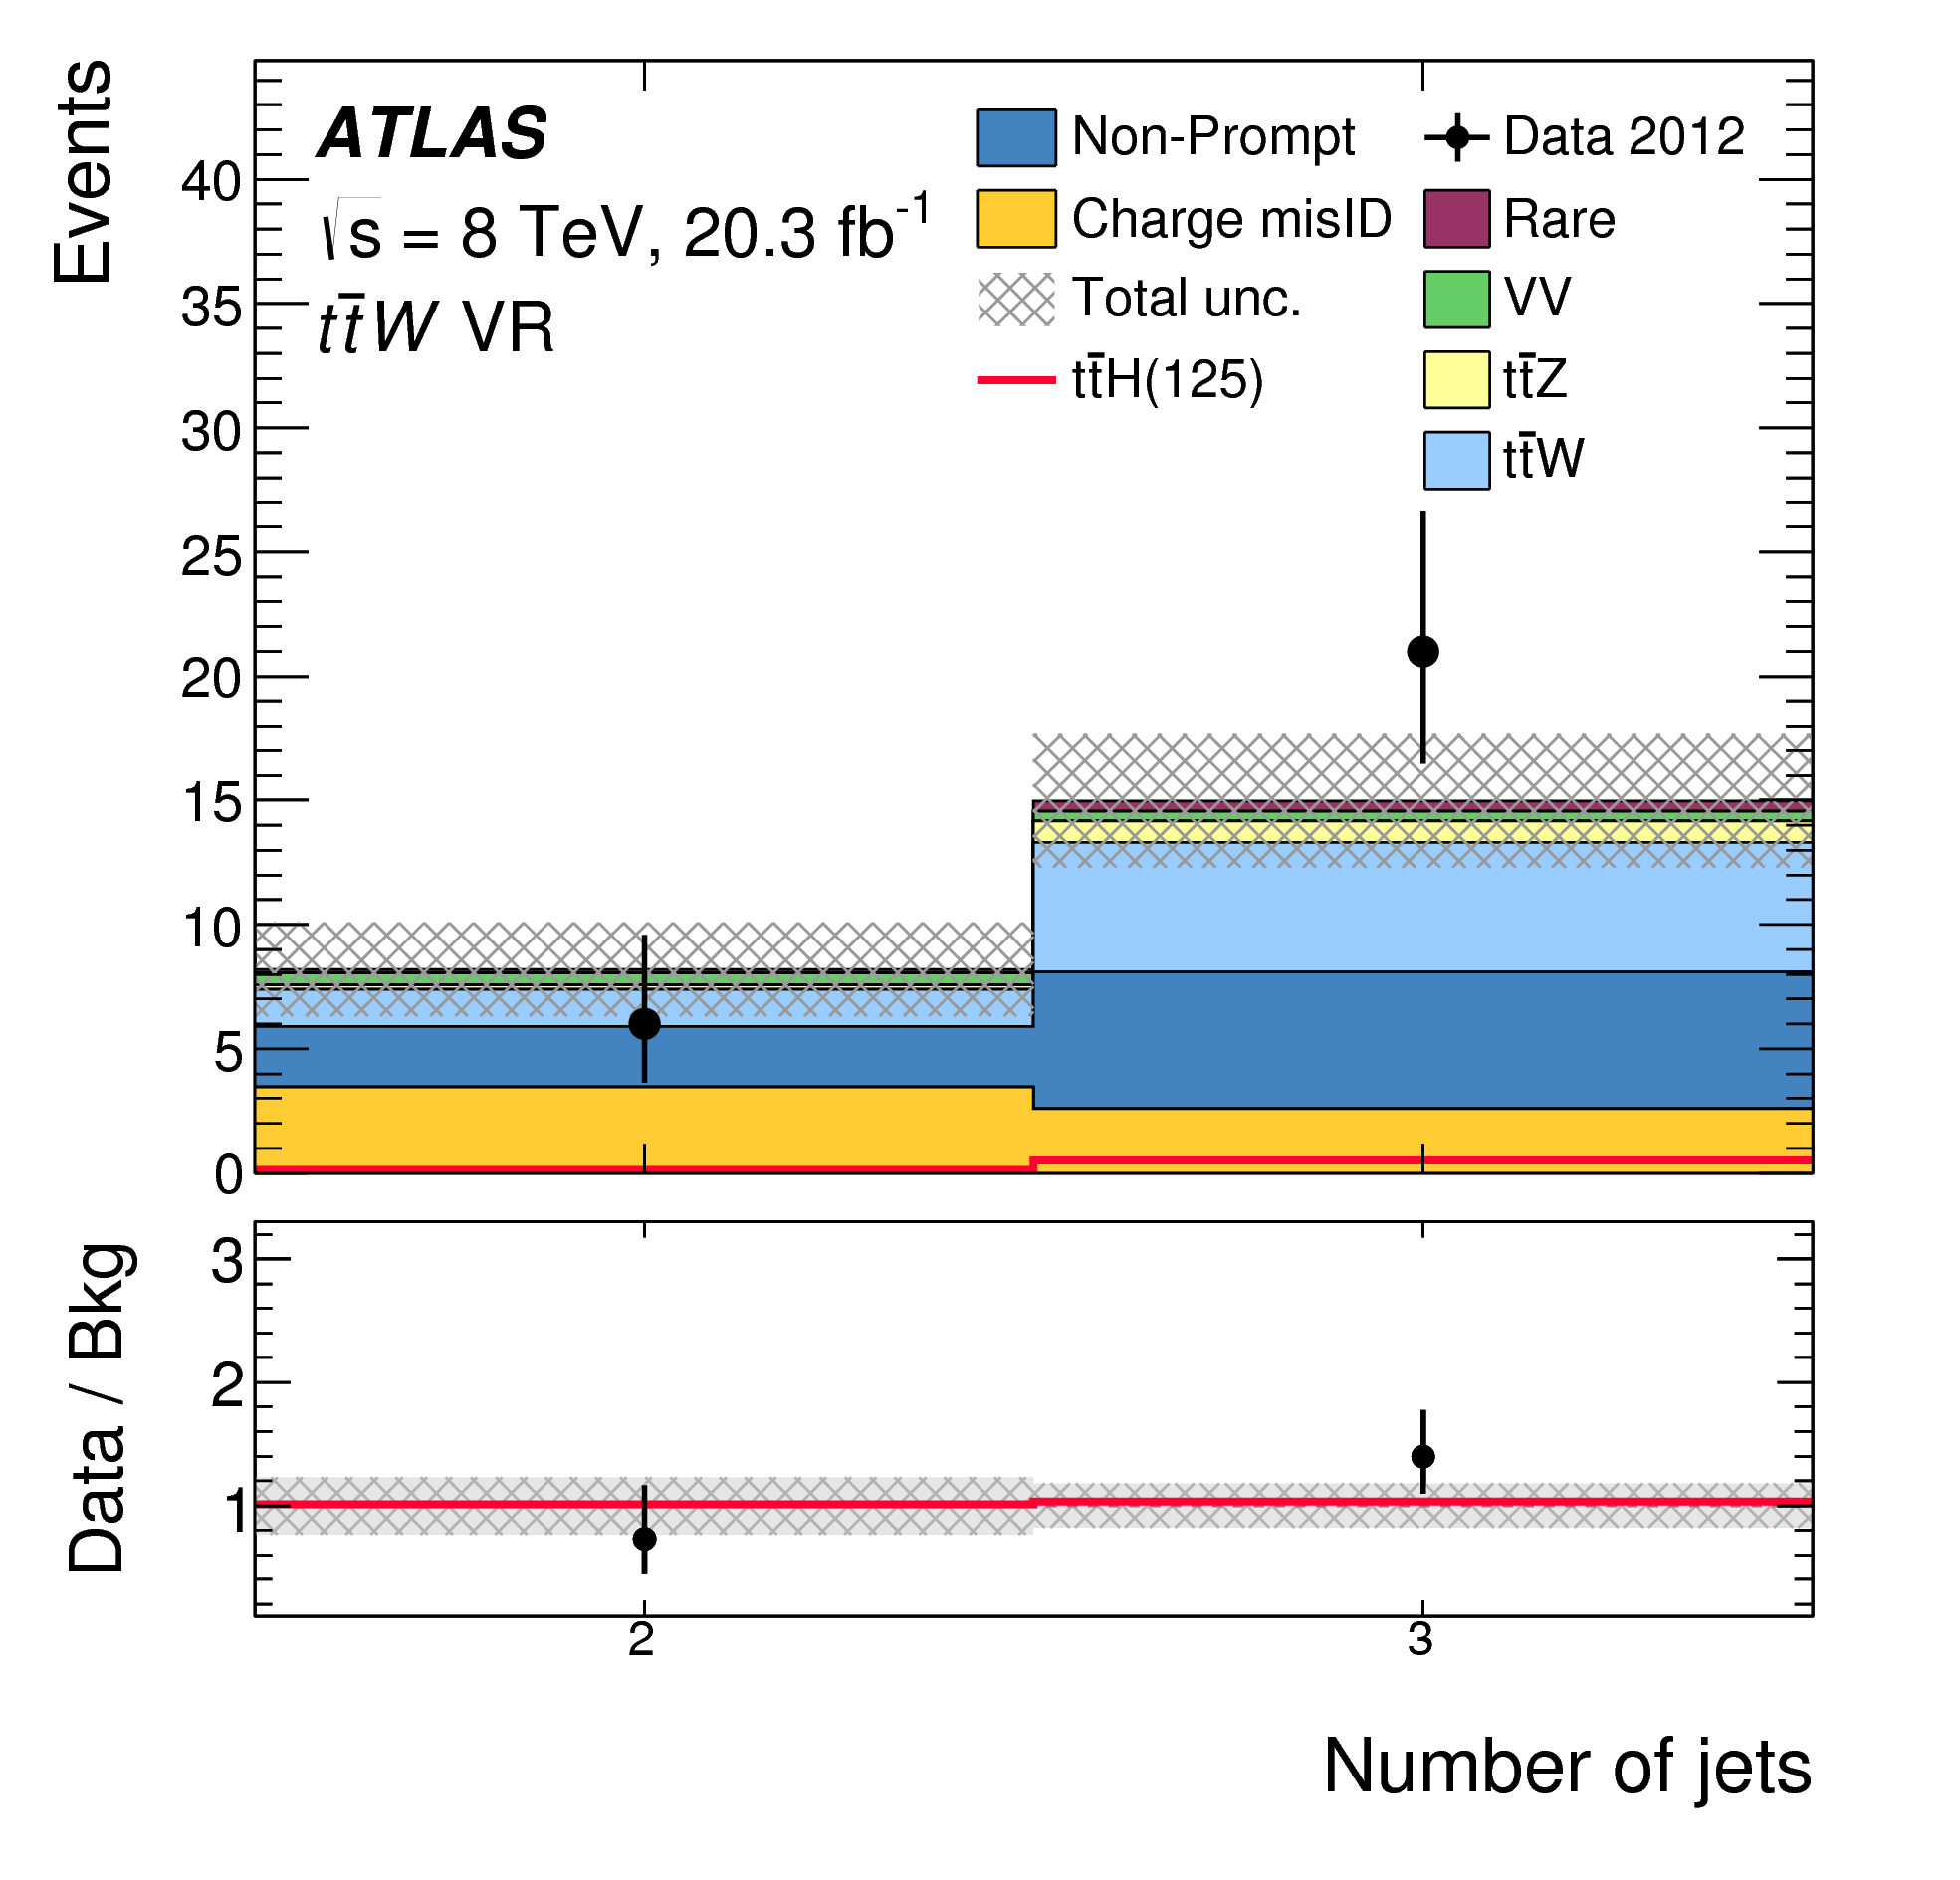 Events
40
35
30
25
20
15
10
5
0
ATLAS
√s = 8 TeV, 20.3 fb⁻¹
tt̄W VR
Non-Prompt
Charge misID
Total unc.
tt̄H(125)
Data 2012
Rare
VV
tt̄Z
tt̄W
Data / Bkg
3
2
1
2 3
Number of jets